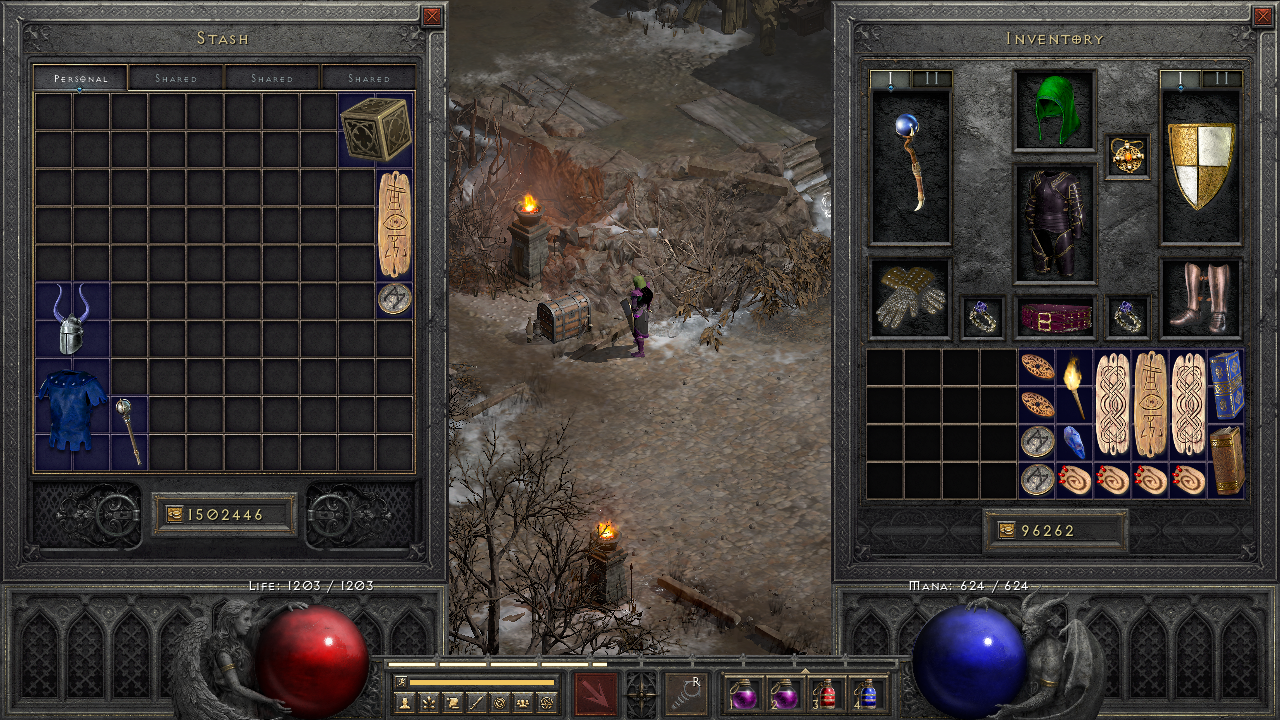 Stash
Inventory
Personal
Shared
Shared
Shared
I
II
I
II
1502446
96262
Life: 1203 / 1203
Mana: 624 / 624
R
1
2
3
4